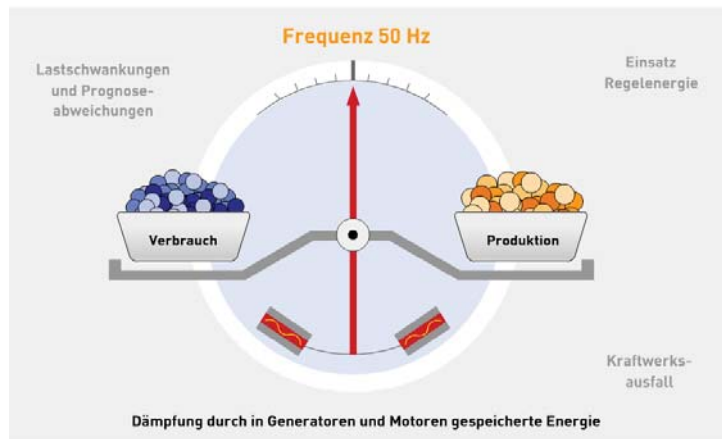 Frequenz 50 Hz
Lastschwankungen
und Prognose-
abweichungen
Einsatz
Regelenergie
Verbrauch
Produktion
Kraftwerks-
ausfall
Dämpfung durch in Generatoren und Motoren gespeicherte Energie